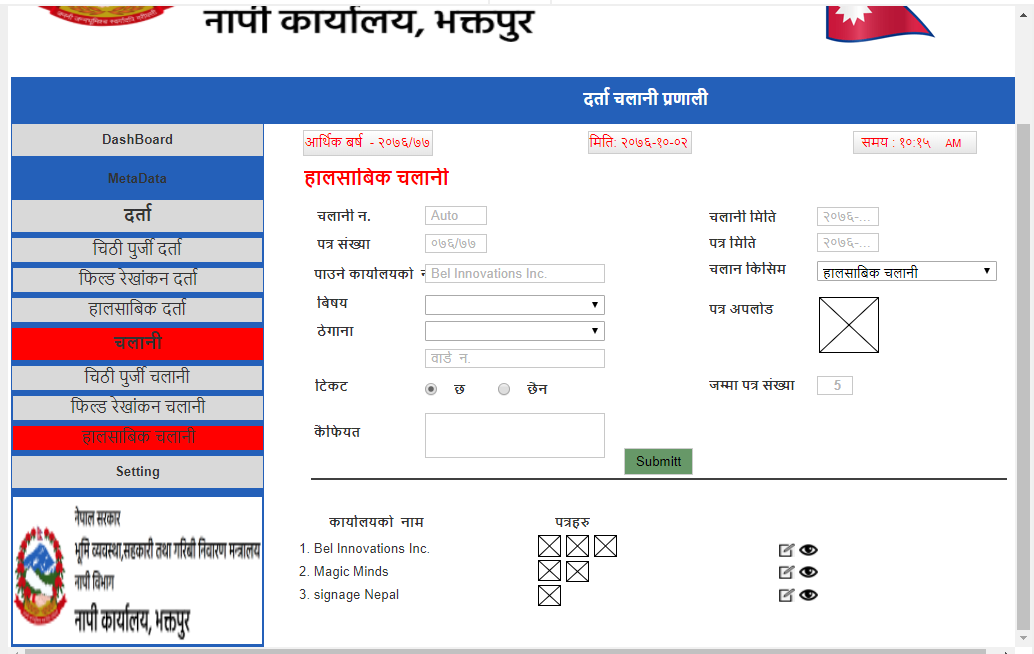 नापी कार्यालय, भक्तपुर
दर्ता चलानी प्रणाली
DashBoard
MetaData
दर्ता
चिठी पुर्जी दर्ता
फिल्ड रेखांकन दर्ता
हालसाबिक दर्ता
चलानी
चिठी पुर्जी चलानी
फिल्ड रेखांकन चलानी
हालसाबिक चलानी
Setting
नेपाल सरकार
भूमि व्यवस्था,सहकारी तथा गरिबी निवारण मन्त्रालय
नापी विभाग
नापी कार्यालय, भक्तपुर
आर्थिक बर्ष - २०७६/७७
मिति: २०७६-१०-०२
समय : १०:१५ AM
हालसाबिक चलानी
चलानी न. Auto
चलानी मिति २०७६-...
पत्र संख्या ०७६/७७
पत्र मिति २०७६-...
पाउने कार्यालयको Bel Innovations Inc.
चलान किसिम हालसाबिक चलानी
बिषय
पत्र अपलोड
ठेगाना
वार्ड न.
टिकट छ छैन
जम्मा पत्र संख्या 5
कैफियत
Submitt
कार्यालयको नाम पत्रहरु
1. Bel Innovations Inc.
2. Magic Minds
3. signage Nepal